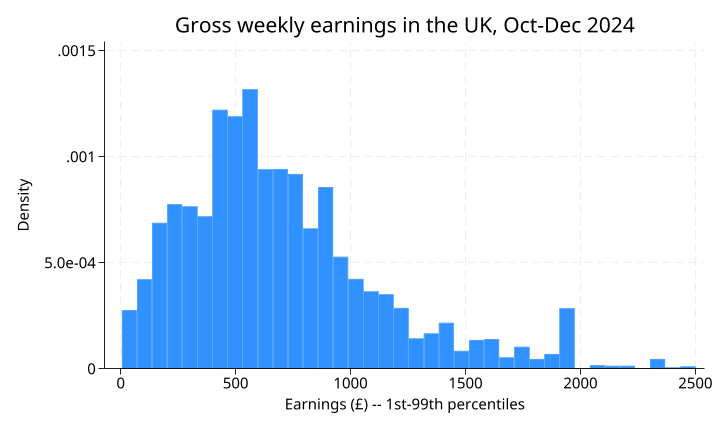 Gross weekly earnings in the UK, Oct-Dec 2024
.0015
.001
5.0e-04
0
Density
0 500 1000 1500 2000 2500
Earnings (£) -- 1st-99th percentiles